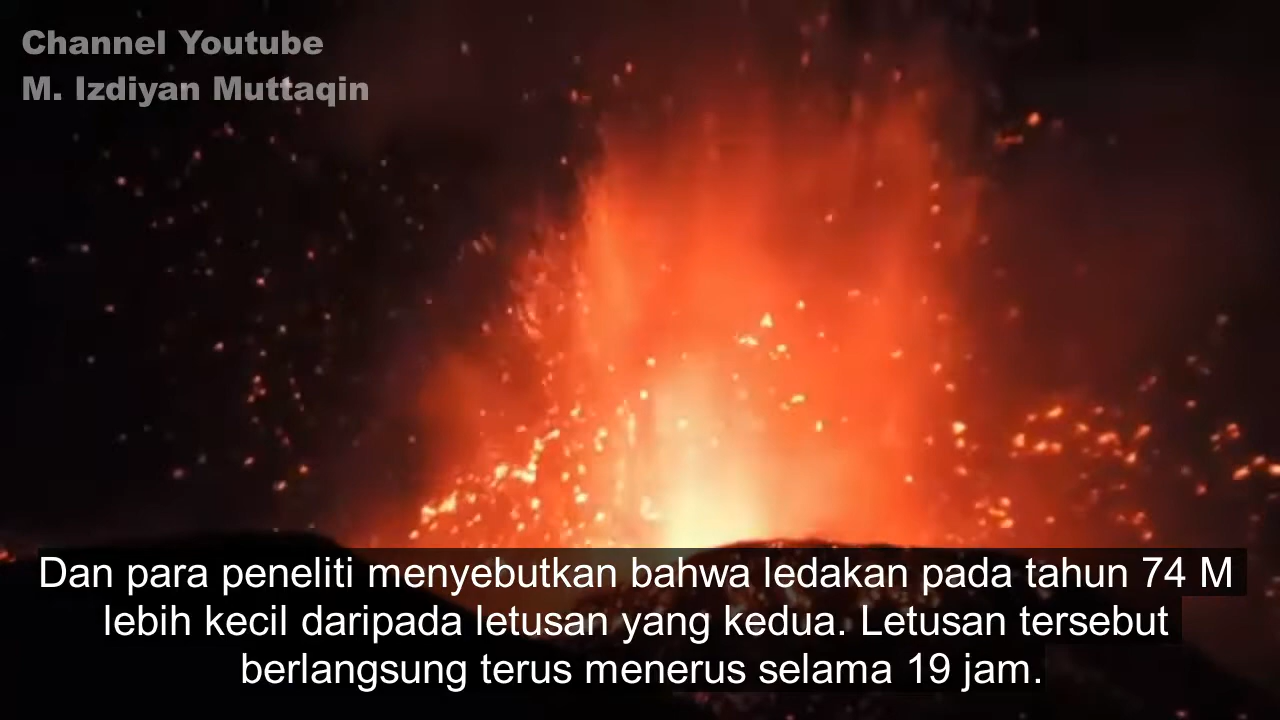 Channel Youtube
M. Izdiyan Muttaqin
Dan para peneliti menyebutkan bahwa ledakan pada tahun 74 M
lebih kecil daripada letusan yang kedua. Letusan tersebut
berlangsung terus menerus selama 19 jam.